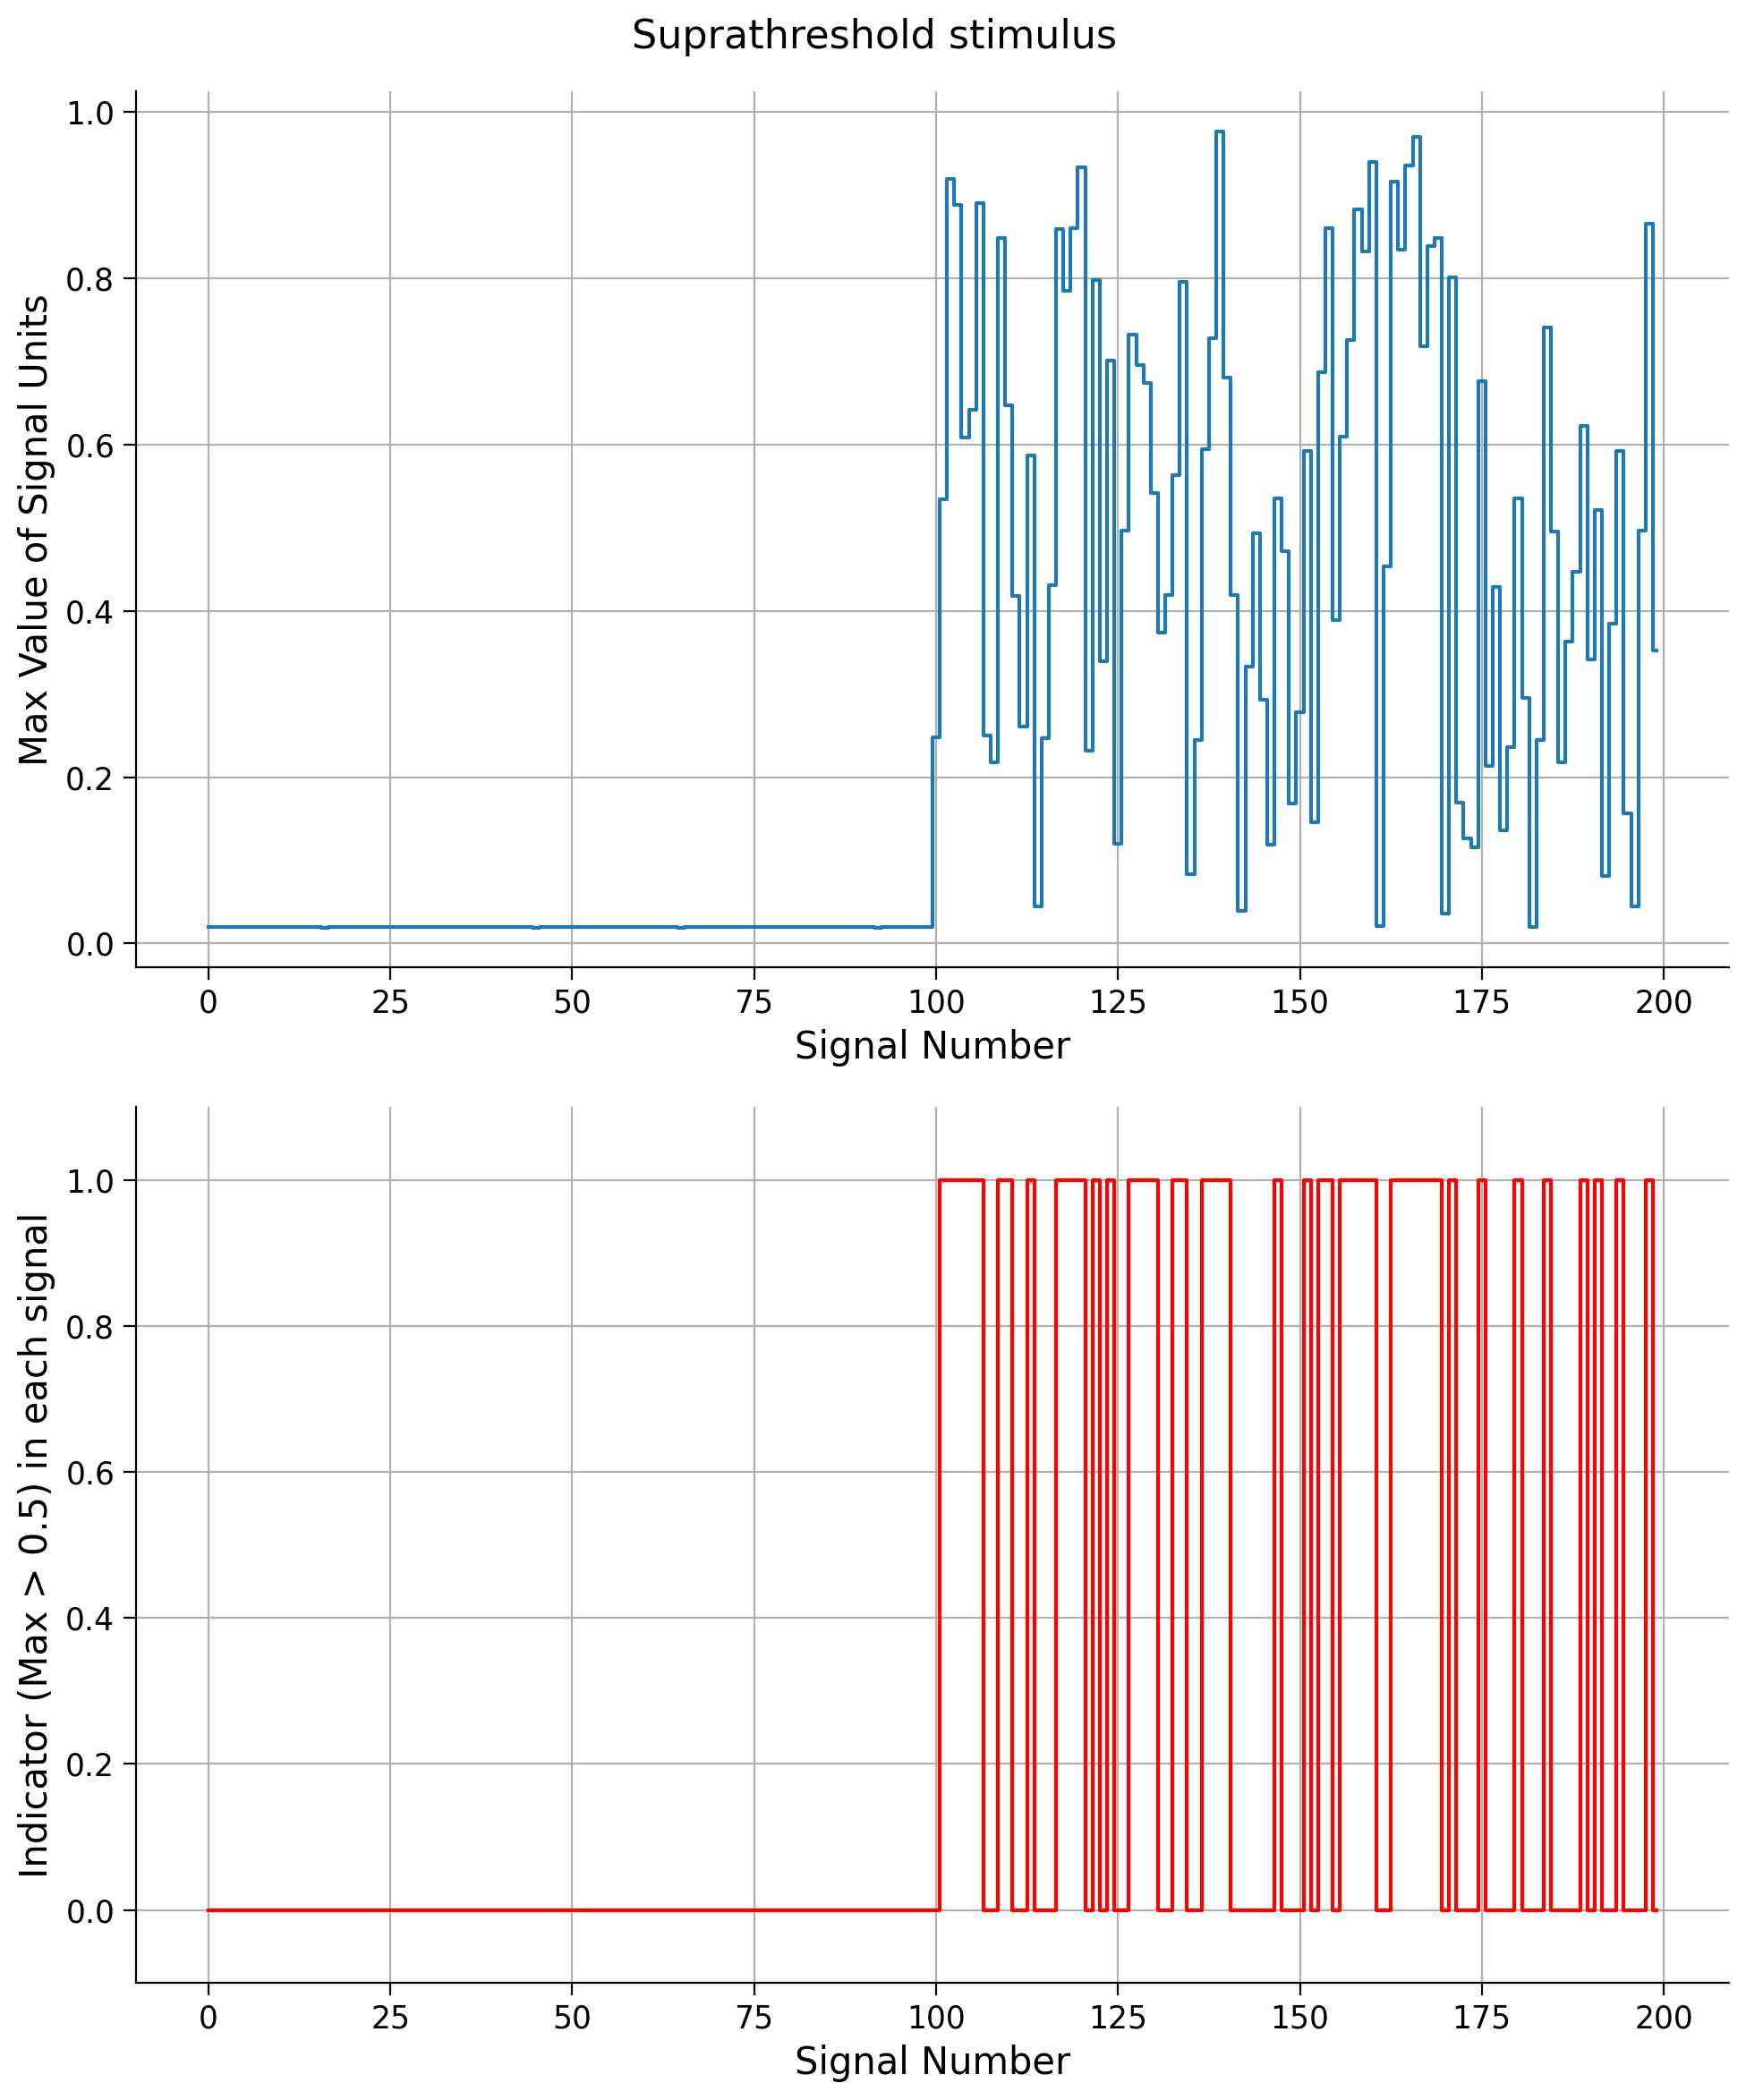 Suprathreshold stimulus
Max Value of Signal Units
1.0
0.8
0.6
0.4
0.2
0.0
0 25 50 75 100 125 150 175 200
Signal Number
Indicator (Max > 0.5) in each signal
1.0
0.8
0.6
0.4
0.2
0.0
0 25 50 75 100 125 150 175 200
Signal Number